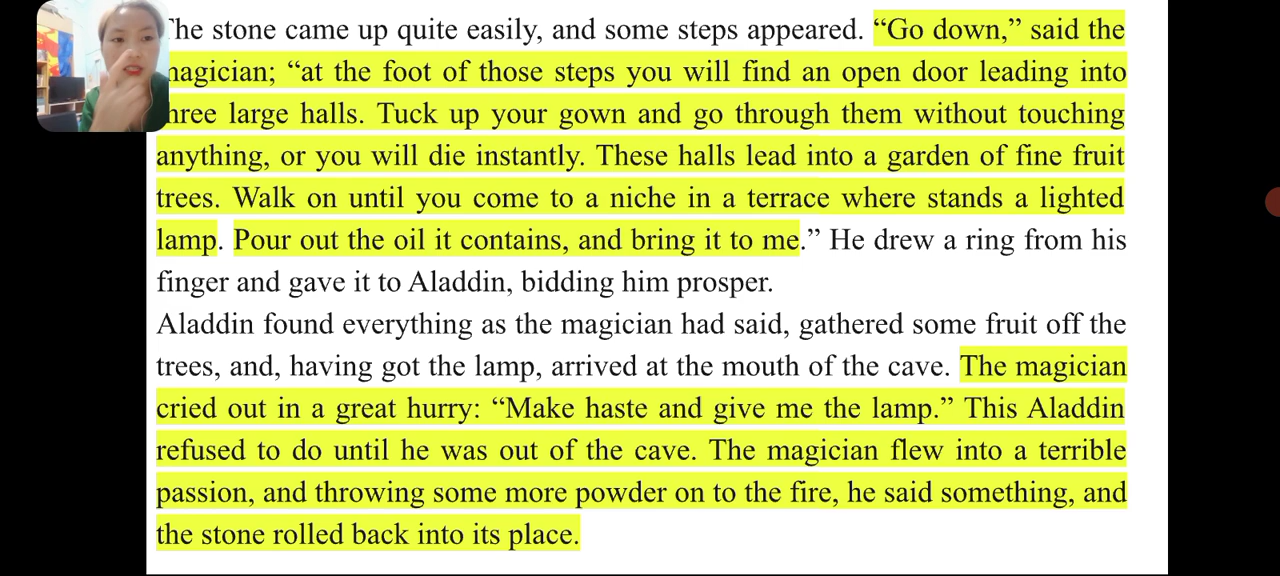 he stone came up quite easily, and some steps appeared. “Go down,” said the
magician; “at the foot of those steps you will find an open door leading into
three large halls. Tuck up your gown and go through them without touching
anything, or you will die instantly. These halls lead into a garden of fine fruit
trees. Walk on until you come to a niche in a terrace where stands a lighted
lamp. Pour out the oil it contains, and bring it to me.” He drew a ring from his
finger and gave it to Aladdin, bidding him prosper.
Aladdin found everything as the magician had said, gathered some fruit off the
trees, and, having got the lamp, arrived at the mouth of the cave. The magician
cried out in a great hurry: “Make haste and give me the lamp.” This Aladdin
refused to do until he was out of the cave. The magician flew into a terrible
passion, and throwing some more powder on to the fire, he said something, and
the stone rolled back into its place.